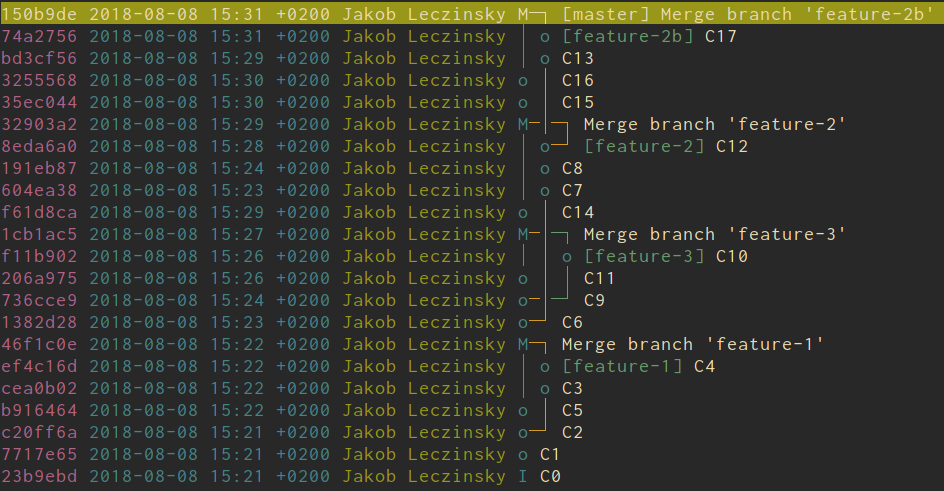 150b9de 2018-08-08 15:31 +0200 Jakob Leczinsky M─┐ [master] Merge branch 'feature-2b'
74a2756 2018-08-08 15:31 +0200 Jakob Leczinsky │ o [feature-2b] C17
bd3cf56 2018-08-08 15:29 +0200 Jakob Leczinsky │ o C13
3255568 2018-08-08 15:30 +0200 Jakob Leczinsky o │ C16
35ec044 2018-08-08 15:30 +0200 Jakob Leczinsky o │ C15
32903a2 2018-08-08 15:29 +0200 Jakob Leczinsky M─│─┐ Merge branch 'feature-2'
8eda6a0 2018-08-08 15:28 +0200 Jakob Leczinsky │ o─┘ [feature-2] C12
191eb87 2018-08-08 15:24 +0200 Jakob Leczinsky │ o C8
604ea38 2018-08-08 15:23 +0200 Jakob Leczinsky │ o C7
f61d8ca 2018-08-08 15:29 +0200 Jakob Leczinsky o │ C14
1cb1ac5 2018-08-08 15:27 +0200 Jakob Leczinsky M─│─┐ Merge branch 'feature-3'
f11b902 2018-08-08 15:26 +0200 Jakob Leczinsky │ │ o [feature-3] C10
206a975 2018-08-08 15:26 +0200 Jakob Leczinsky o │ │ C11
736cce9 2018-08-08 15:24 +0200 Jakob Leczinsky o─│─┘ C9
1382d28 2018-08-08 15:23 +0200 Jakob Leczinsky o─┘ C6
46f1c0e 2018-08-08 15:22 +0200 Jakob Leczinsky M─┐ Merge branch 'feature-1'
ef4c16d 2018-08-08 15:22 +0200 Jakob Leczinsky │ o [feature-1] C4
cea0b02 2018-08-08 15:22 +0200 Jakob Leczinsky │ o C3
b916464 2018-08-08 15:22 +0200 Jakob Leczinsky o │ C5
c20ff6a 2018-08-08 15:21 +0200 Jakob Leczinsky o─┘ C2
7717e65 2018-08-08 15:21 +0200 Jakob Leczinsky o C1
23b9ebd 2018-08-08 15:21 +0200 Jakob Leczinsky I C0